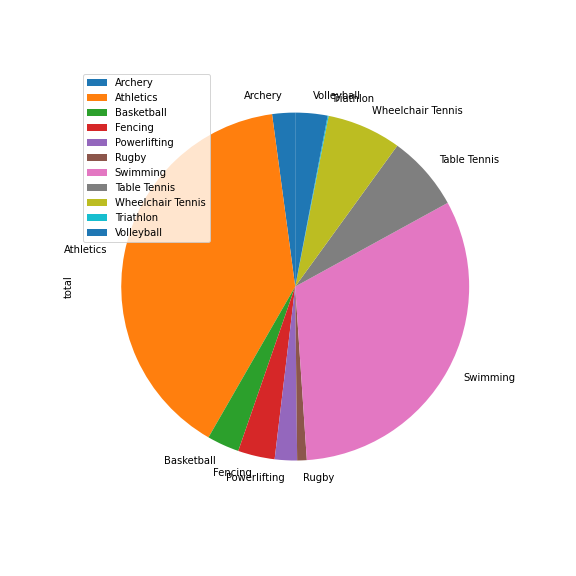 Archery
Athletics
Basketball
Fencing
Powerlifting
Rugby
Swimming
Table Tennis
Wheelchair Tennis
Triathlon
Volleyball
Archery
Volleyball
Triathlon
Wheelchair Tennis
Table Tennis
Athletics
total
Swimming
Basketball
Fencing
Powerlifting
Rugby